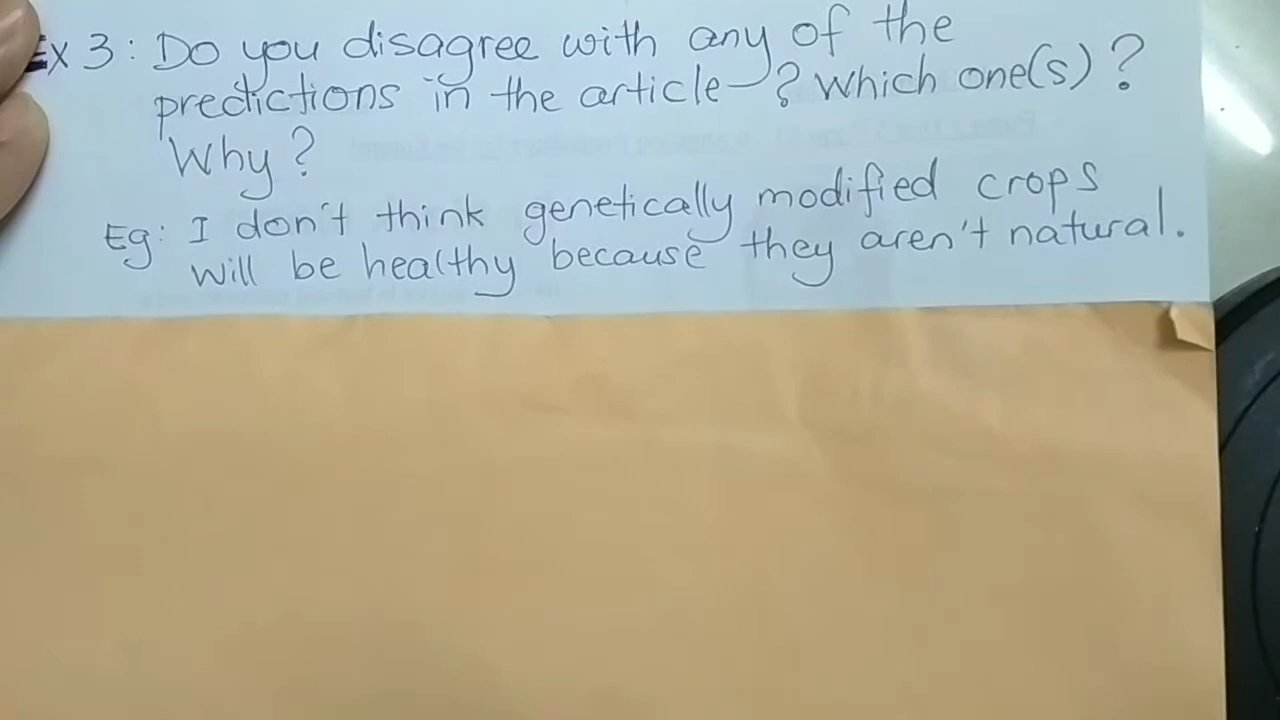 Ex 3: Do you disagree with any of the
predictions in the article? Which one(s)?
Why?
Eg: I don't think genetically modified crops
will be healthy because they aren't natural.